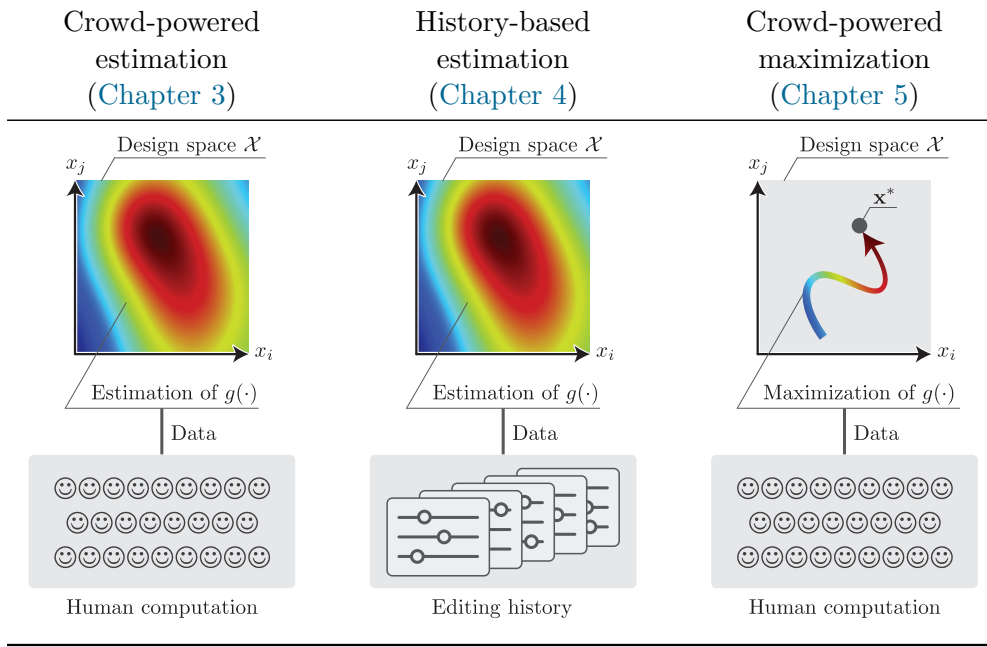 Crowd-powered
estimation
(Chapter 3)
History-based
estimation
(Chapter 4)
Crowd-powered
maximization
(Chapter 5)
Design space 𝒳
x_j
x_i
Estimation of g(·)
Data
Human computation
Design space 𝒳
x_j
x_i
Estimation of g(·)
Data
Editing history
Design space 𝒳
x_j
x*
x_i
Maximization of g(·)
Data
Human computation